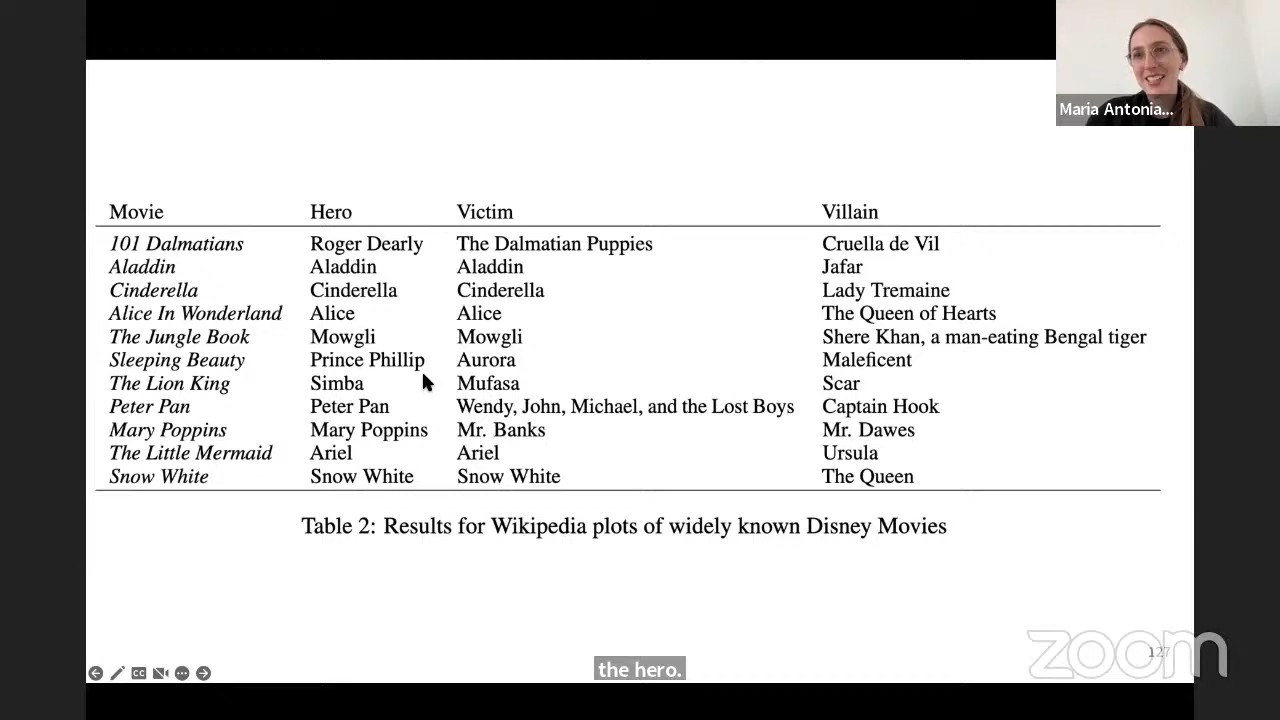 Maria Antonia...
Movie Hero Victim Villain
101 Dalmatians Roger Dearly The Dalmatian Puppies Cruella de Vil
Aladdin Aladdin Aladdin Jafar
Cinderella Cinderella Cinderella Lady Tremaine
Alice In Wonderland Alice Alice The Queen of Hearts
The Jungle Book Mowgli Mowgli Shere Khan, a man-eating Bengal tiger
Sleeping Beauty Prince Phillip Aurora Maleficent
The Lion King Simba Mufasa Scar
Peter Pan Peter Pan Wendy, John, Michael, and the Lost Boys Captain Hook
Mary Poppins Mary Poppins Mr. Banks Mr. Dawes
The Little Mermaid Ariel Ariel Ursula
Snow White Snow White Snow White The Queen
Table 2: Results for Wikipedia plots of widely known Disney Movies
zoom
127
CC
the hero.